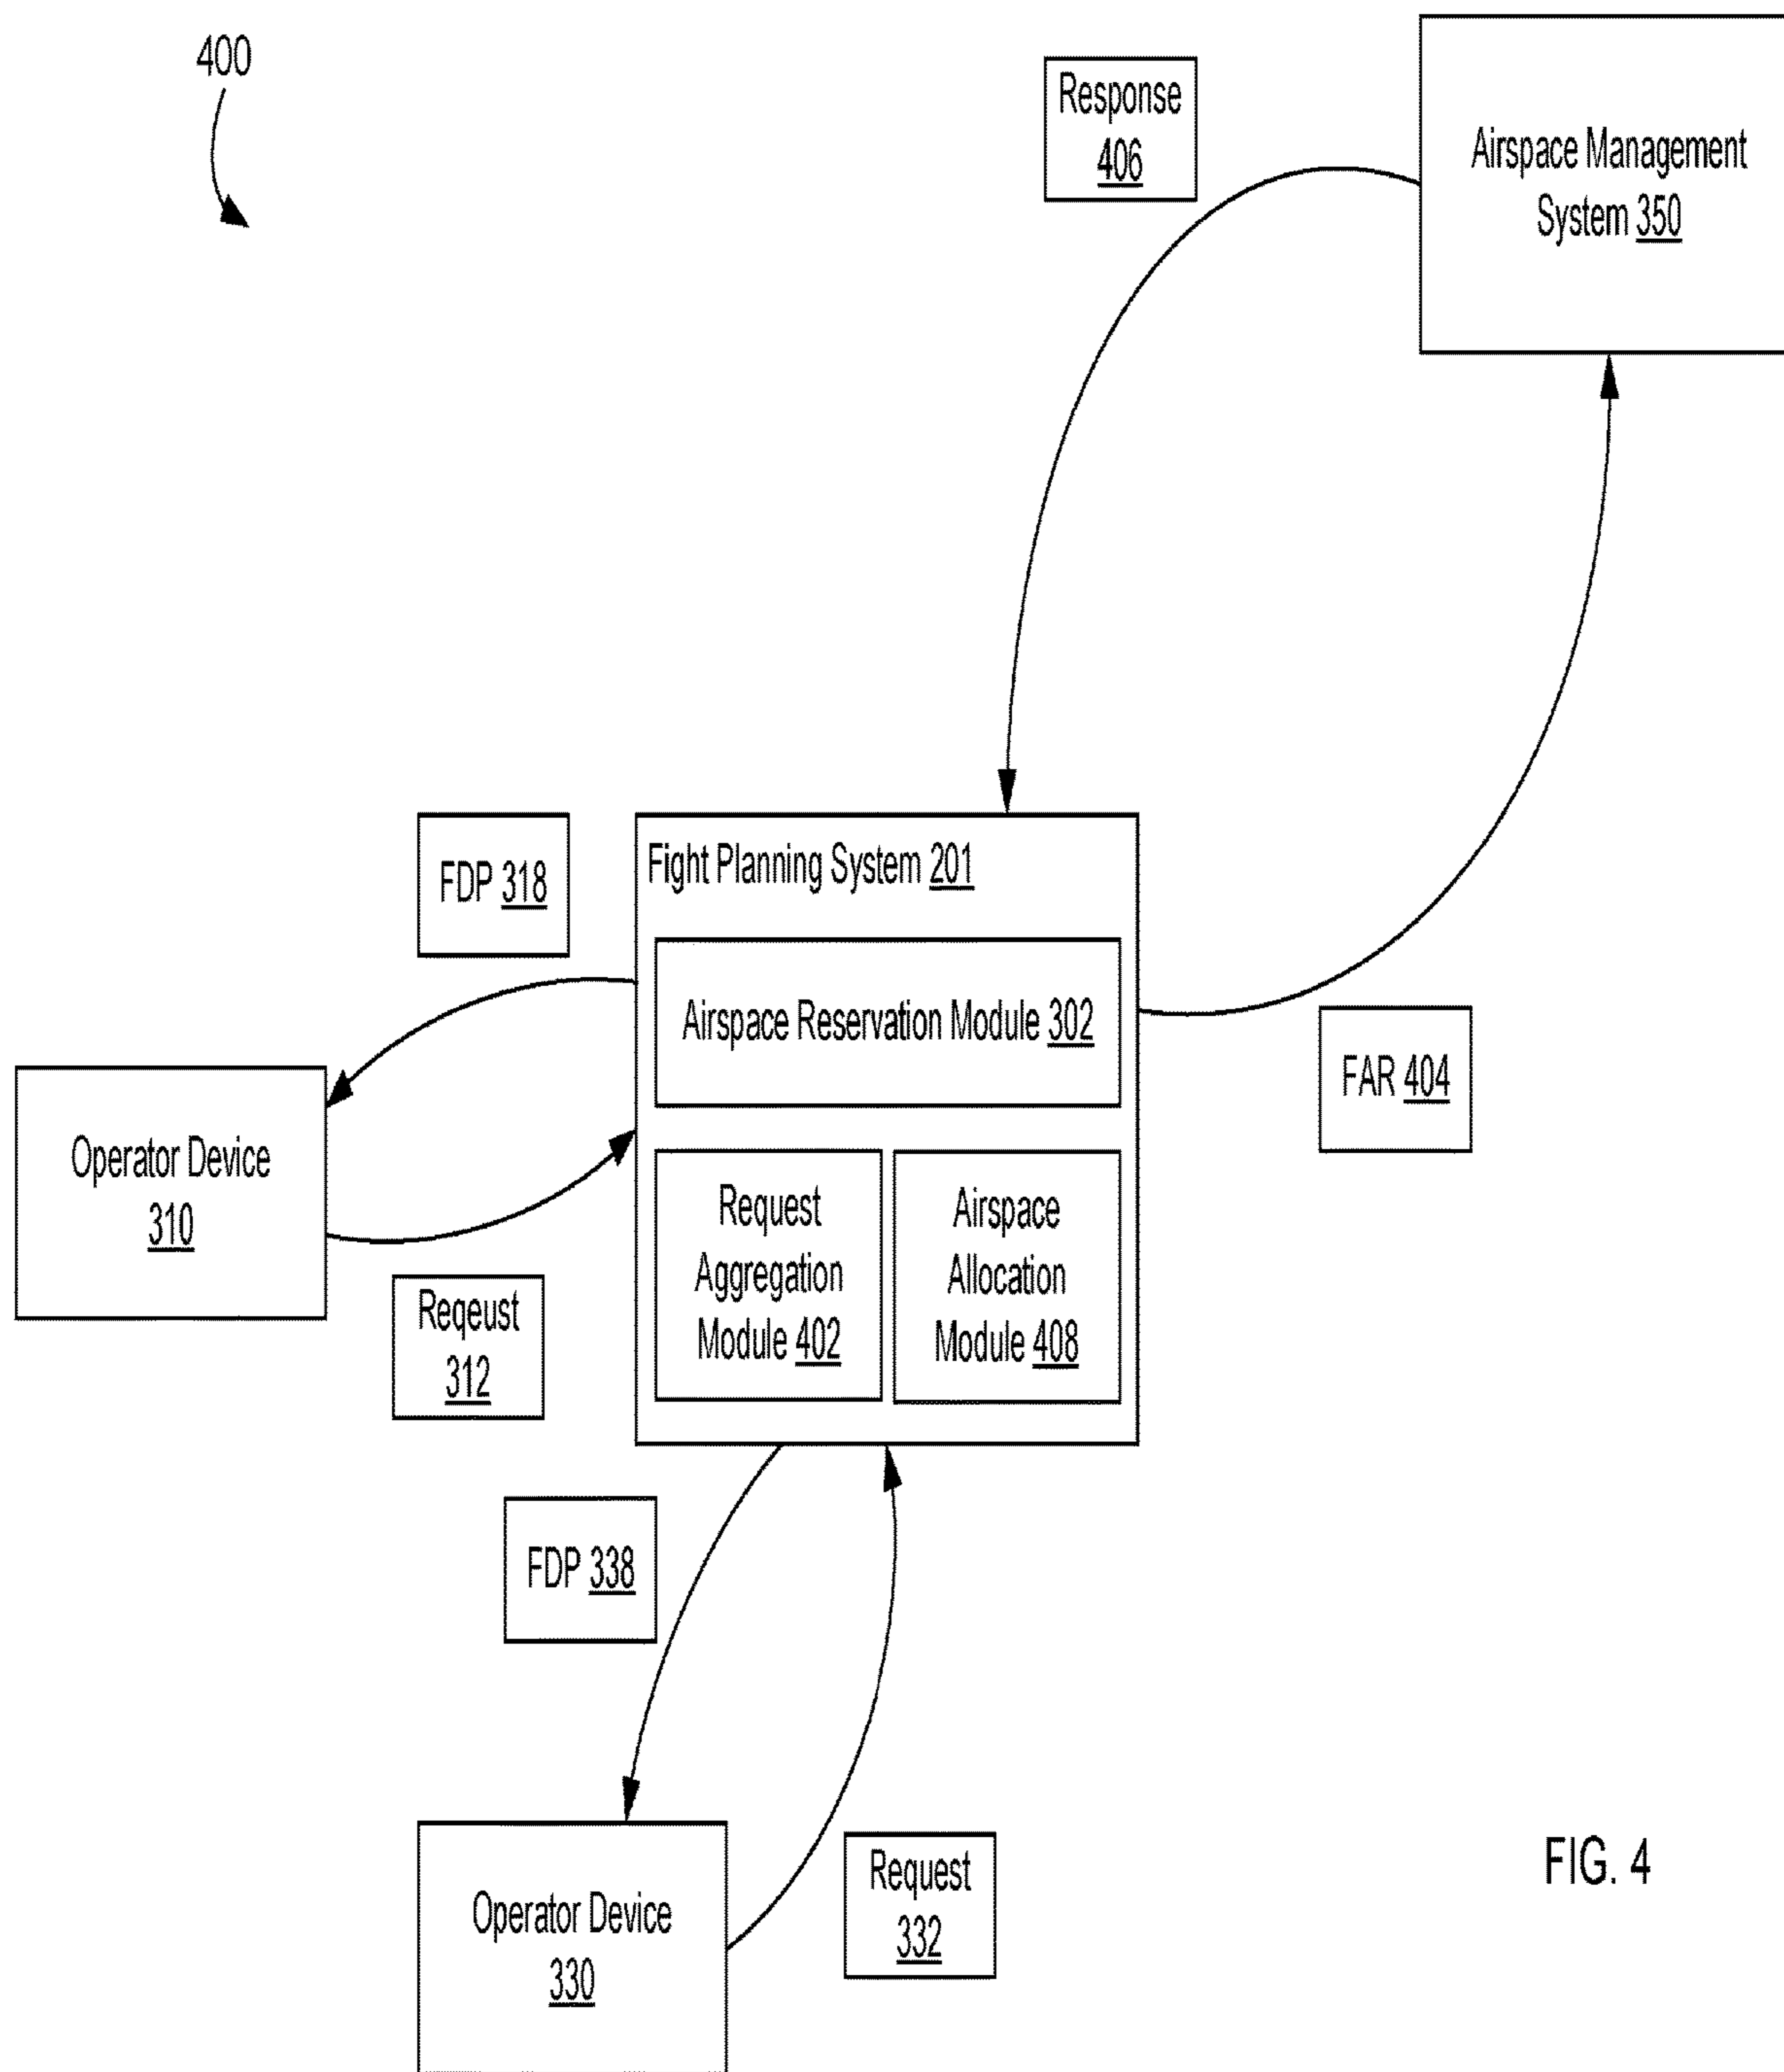 400
Response
406
Airspace Management
System 350
FDP 318
Fight Planning System 201
Airspace Reservation Module 302
FAR 404
Operator Device
310
Reqeust
312
Request
Aggregation
Module 402
Airspace
Allocation
Module 408
FDP 338
Operator Device
330
Request
332
FIG. 4